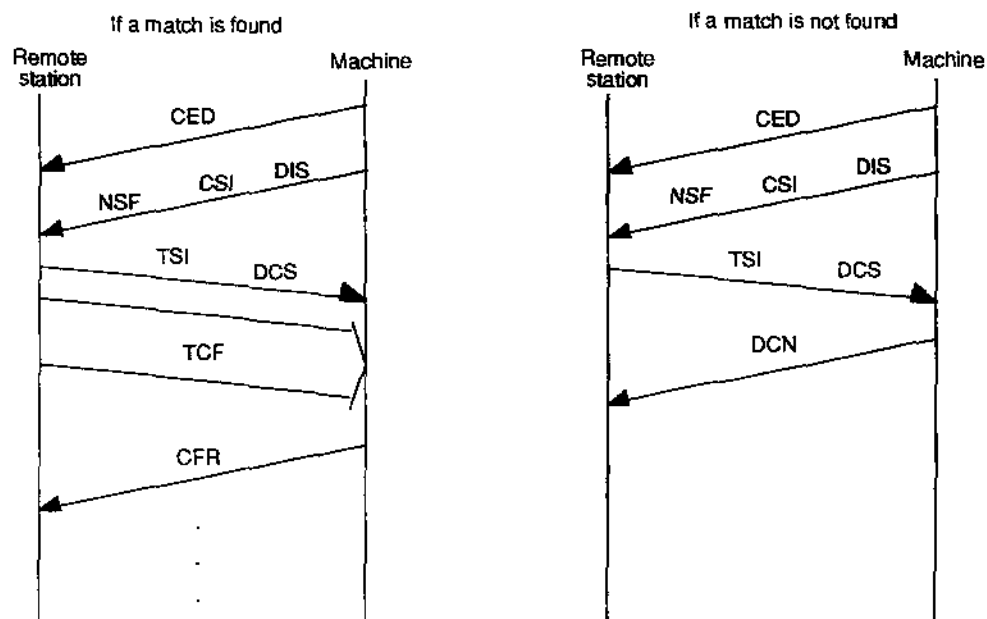 If a match is found
Remote station
Machine
CED
NSF CSI DIS
TSI DCS
TCF
CFR
If a match is not found
Remote station
Machine
CED
NSF CSI DIS
TSI DCS
DCN